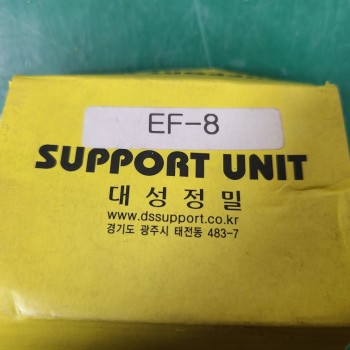 EF-8
SUPPORT UNIT
대성정밀
www.dssupport.co.kr
경기도 광주시 태전동 483-7